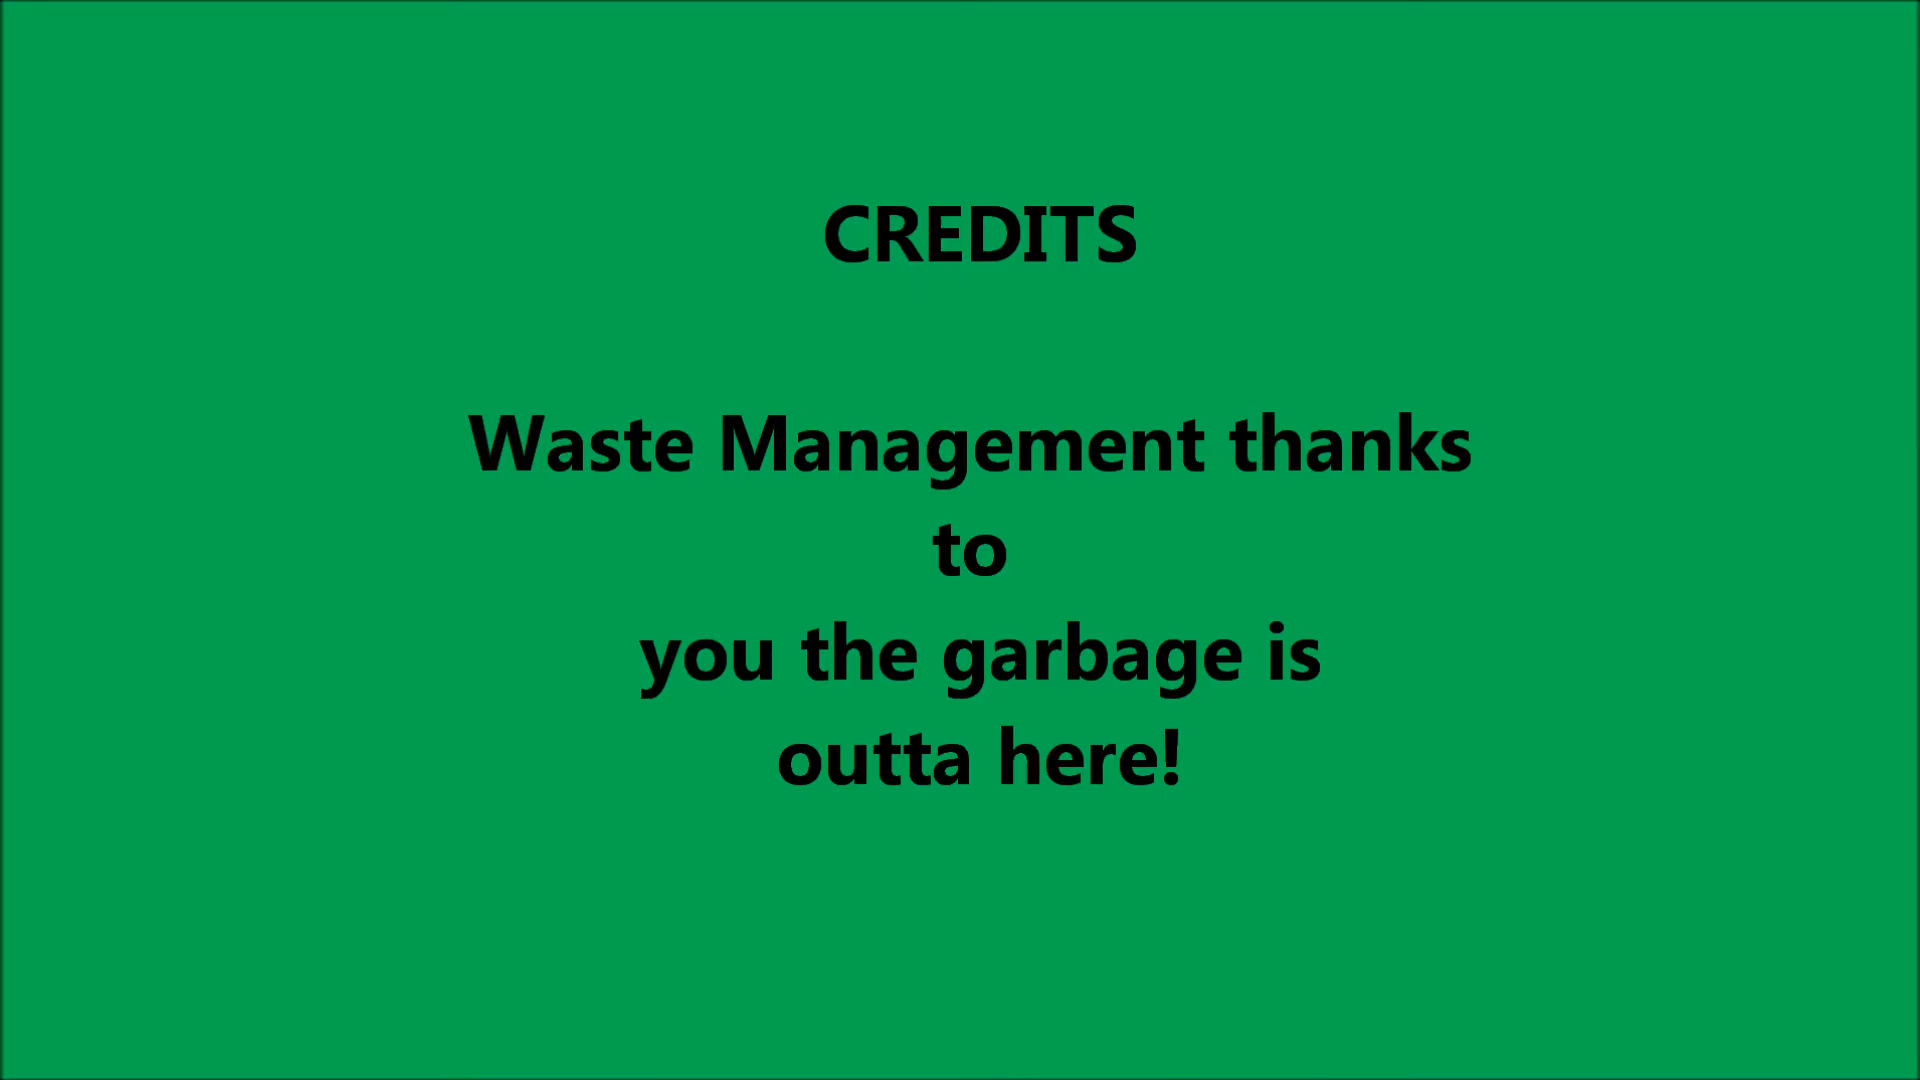 CREDITS
Waste Management thanks
to
you the garbage is
outta here!